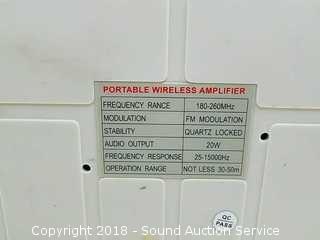 PORTABLE WIRELESS AMPLIFIER
FREQUENCY RANGE 180-260MHz
MODULATION FM MODULATION
STABILITY QUARTZ LOCKED
AUDIO OUTPUT 20W
FREQUENCY RESPONSE 25-15000Hz
OPERATION RANGE NOT LESS 30-50m
QC
PASS
Copyright 2018 - Sound Auction Service